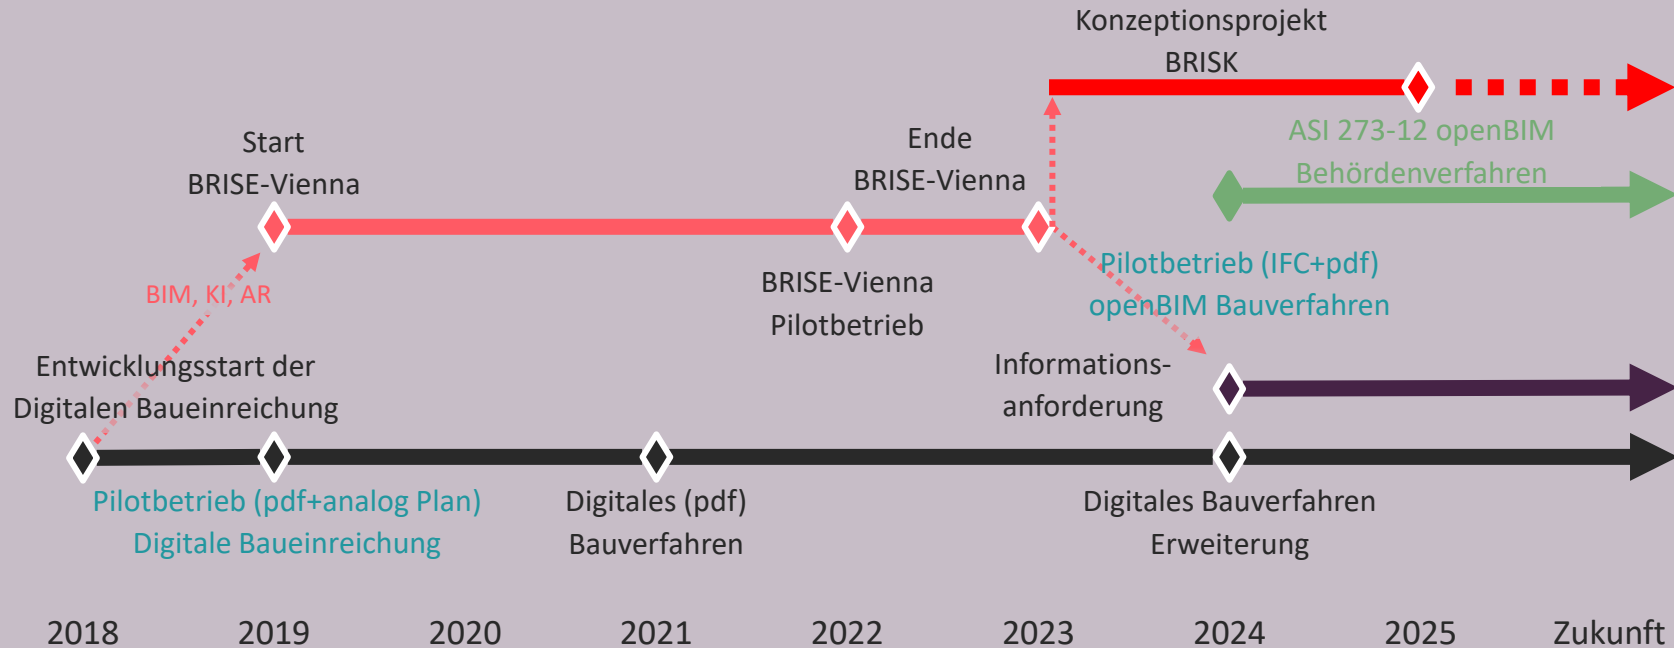 Konzeptionsprojekt
BRISK
Start
BRISE-Vienna
Ende
BRISE-Vienna
ASI 273-12 openBIM
Behördenverfahren
BIM, KI, AR
BRISE-Vienna
Pilotbetrieb
Pilotbetrieb (IFC+pdf)
openBIM Bauverfahren
Entwicklungsstart der
Digitalen Baueinreichung
Informations-
anforderung
Pilotbetrieb (pdf+analog Plan)
Digitale Baueinreichung
Digitales (pdf)
Bauverfahren
Digitales Bauverfahren
Erweiterung
2018 2019 2020 2021 2022 2023 2024 2025 Zukunft